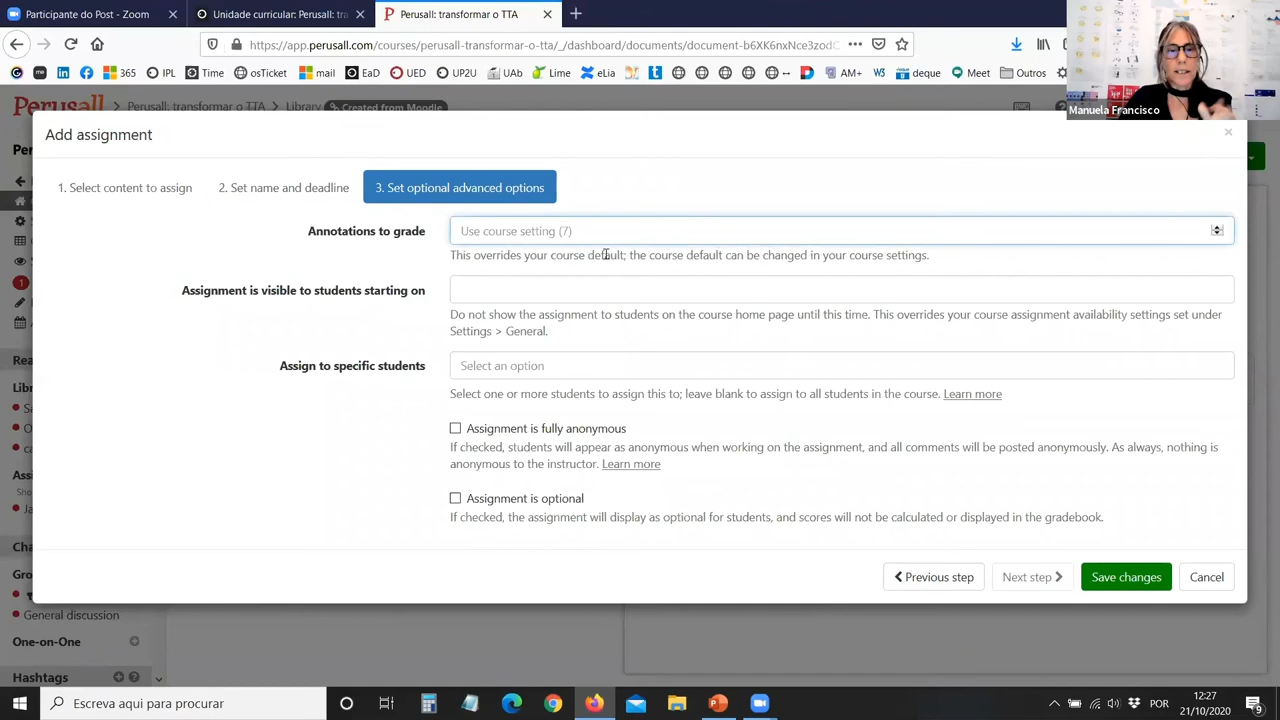 Participante do Post - Zoom
Unidade curricular: Perusall: tr
Perusall: transformar o TTA
https://app.perusall.com/courses/perusall-transformar-o-tta/_/dashboard/documents/document-b6XK6nxNce3zodC
365 IPL Time osTicket mail EaD UED UP2U UAb Lime eLia AM+ deque Meet Outros
Manuela Francisco
Perusall Perusall: transformar o TTA Library Created from Moodle
Add assignment ×
1. Select content to assign 2. Set name and deadline 3. Set optional advanced options
Annotations to grade Use course setting (7)
This overrides your course default; the course default can be changed in your course settings.
Assignment is visible to students starting on
Do not show the assignment to students on the course home page until this time. This overrides your course assignment availability settings set under
Settings > General.
Assign to specific students Select an option
Select one or more students to assign this to; leave blank to assign to all students in the course. Learn more
Assignment is fully anonymous
If checked, students will appear as anonymous when working on the assignment, and all comments will be posted anonymously. As always, nothing is
anonymous to the instructor. Learn more
Assignment is optional
If checked, the assignment will display as optional for students, and scores will not be calculated or displayed in the gradebook.
Previous step Next step Save changes Cancel
General discussion
One-on-One
Hashtags
Escreva aqui para procurar
POR 12:27
21/10/2020 9